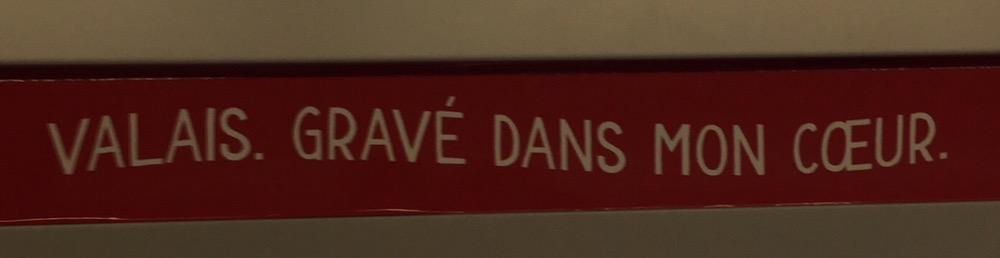 VALAIS. GRAVÉ DANS MON CŒUR.